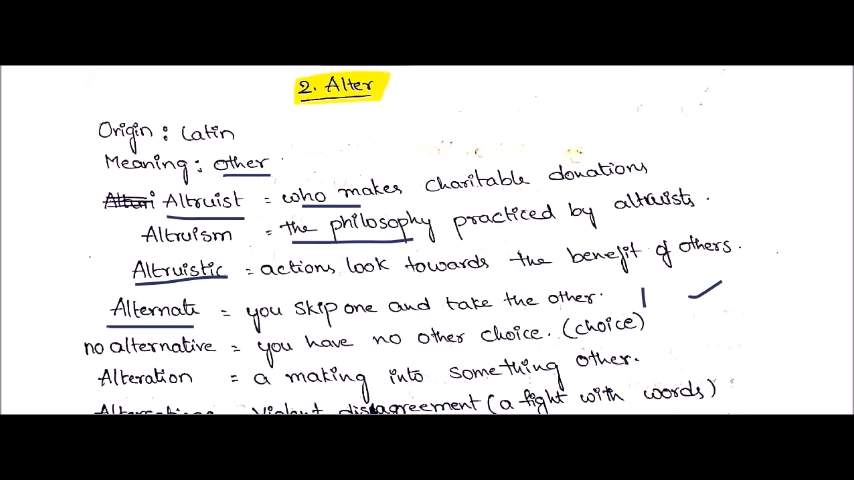 2. Alter
Origin : Latin
Meaning : other
Altruist = who makes charitable donations
Altruism = the philosophy practiced by altruists.
Altruistic = actions look towards the benefit of others.
Alternate = you skip one and take the other.
no alternative = you have no other choice. (choice)
Alteration = a making into something other.
violent disagreement (a fight with words)